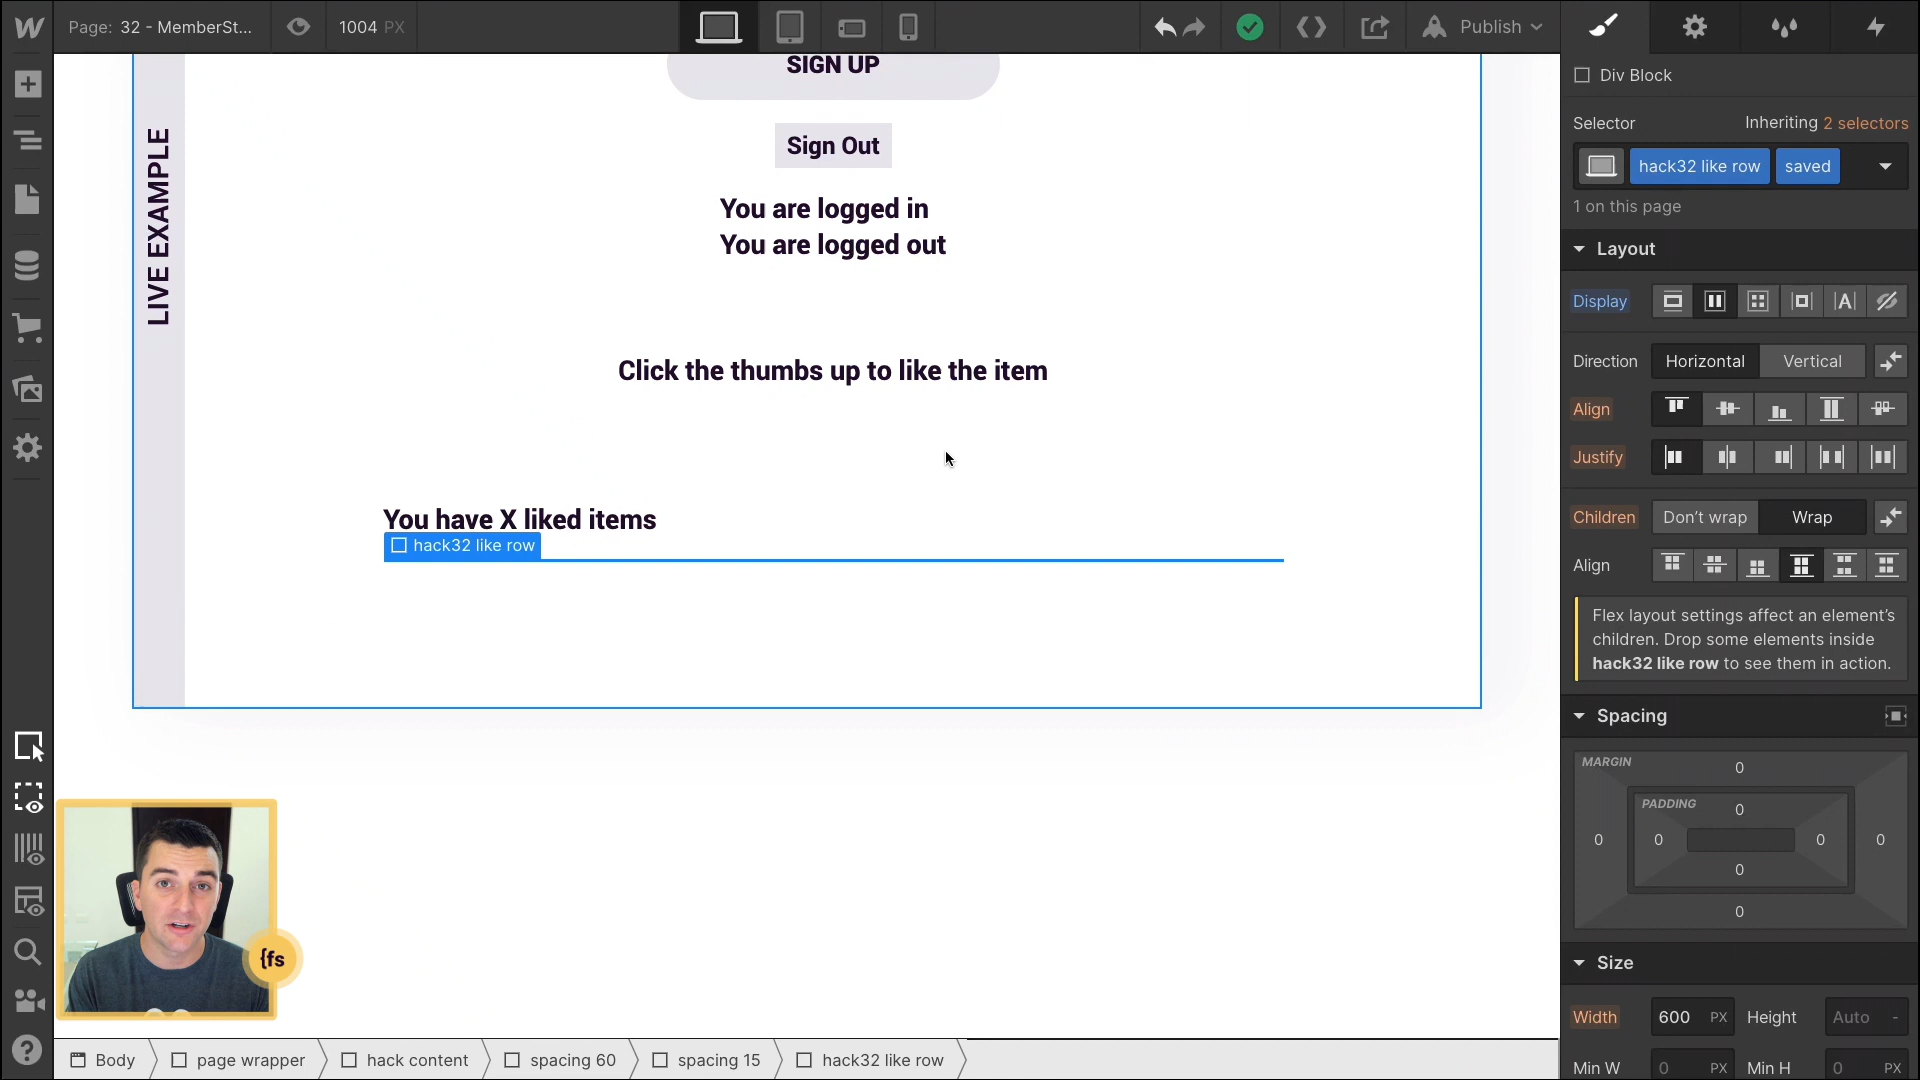 Page: 32 - MemberSt...
1004 PX
Publish
SIGN UP
Sign Out
You are logged in
You are logged out
Click the thumbs up to like the item
You have X liked items
hack32 like row
LIVE EXAMPLE
{fs
Body
page wrapper
hack content
spacing 60
spacing 15
hack32 like row
Div Block
Selector
Inheriting 2 selectors
hack32 like row
saved
1 on this page
Layout
Display
Direction
Horizontal
Vertical
Align
Justify
Children
Don't wrap
Wrap
Align
Flex layout settings affect an element's
children. Drop some elements inside
hack32 like row to see them in action.
Spacing
MARGIN
0
PADDING
0
0
0
0
0
0
0
Size
Width
600 PX
Height
Auto -
Min W
0 PX
Min H
0 PX